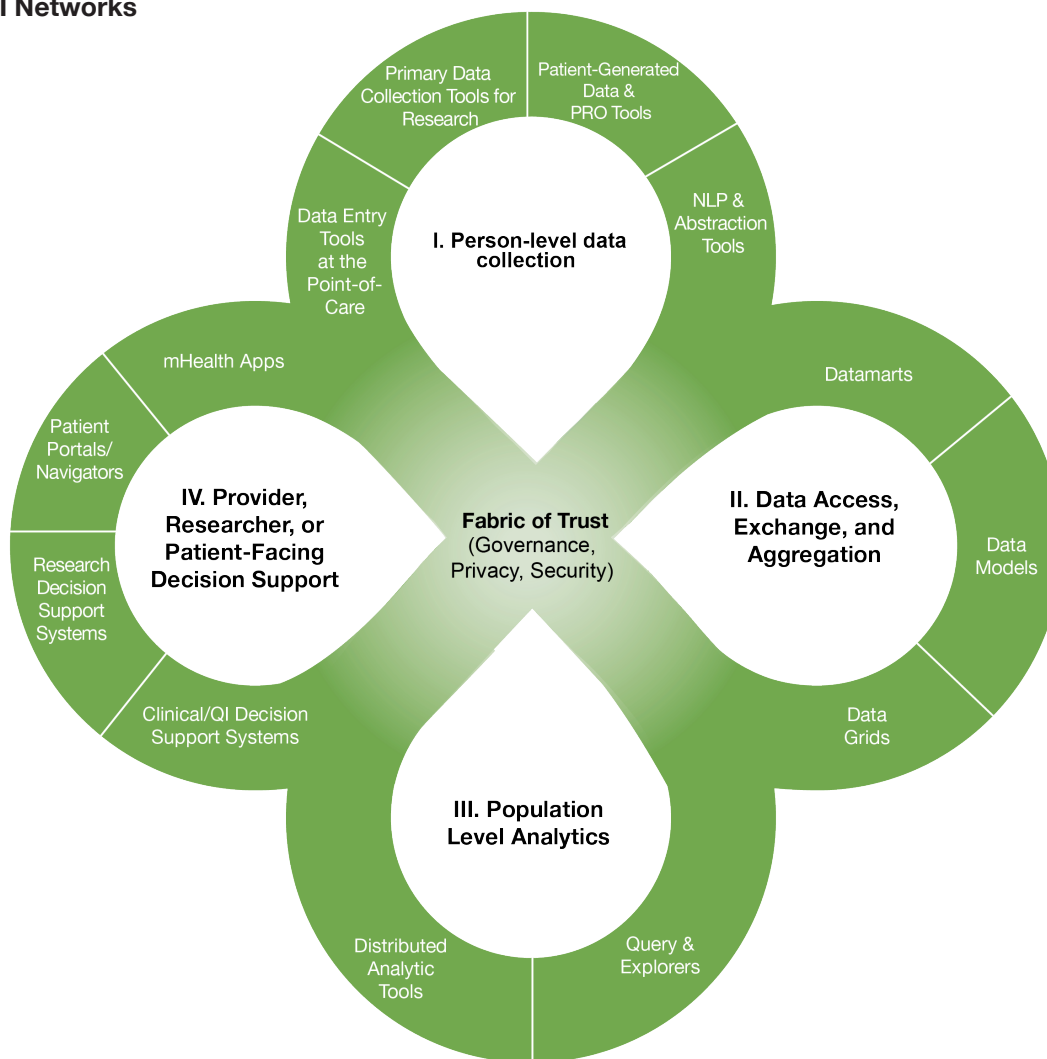 l Networks
Primary Data
Collection Tools for
Research
Patient-Generated
Data &
PRO Tools
Data Entry
Tools
at the
Point-of-
Care
NLP &
Abstraction
Tools
I. Person-level data
collection
mHealth Apps
Datamarts
Patient
Portals/
Navigators
IV. Provider,
Researcher, or
Patient-Facing
Decision Support
Fabric of Trust
(Governance,
Privacy, Security)
II. Data Access,
Exchange, and
Aggregation
Data
Models
Research
Decision
Support
Systems
Clinical/QI Decision
Support Systems
Data
Grids
III. Population
Level Analytics
Distributed
Analytic
Tools
Query &
Explorers